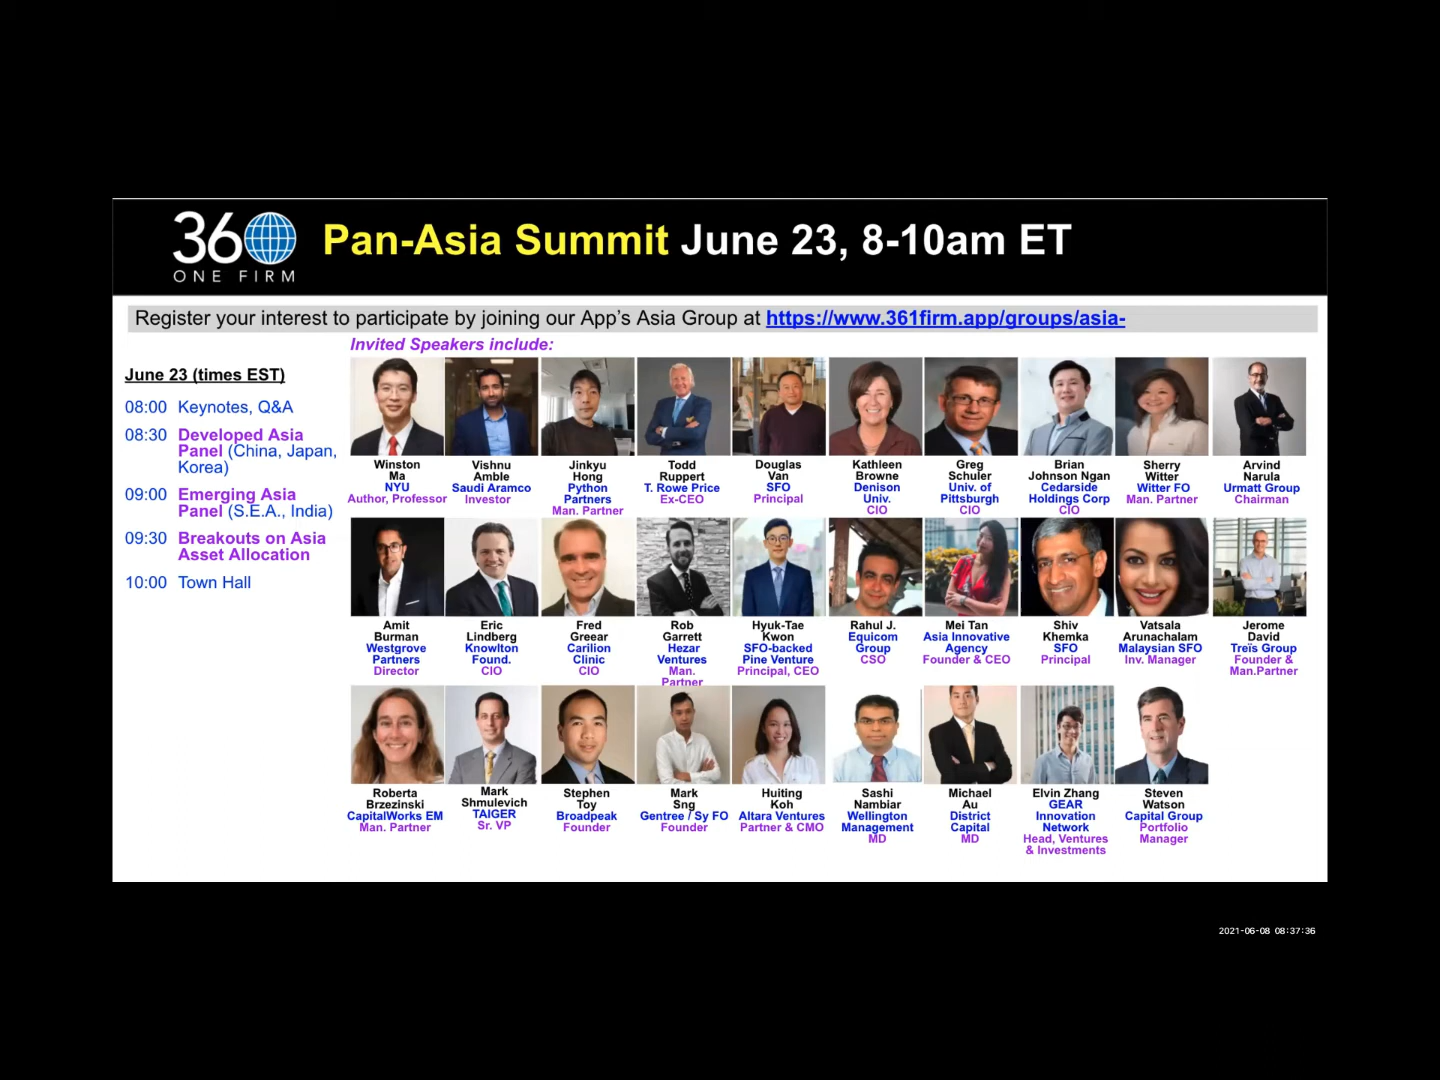 360
ONE FIRM
Pan-Asia Summit June 23, 8-10am ET
Register your interest to participate by joining our App's Asia Group at https://www.361firm.app/groups/asia-
Invited Speakers include:
June 23 (times EST)
08:00 Keynotes, Q&A
08:30 Developed Asia
Panel (China, Japan,
Korea)
09:00 Emerging Asia
Panel (S.E.A., India)
09:30 Breakouts on Asia
Asset Allocation
10:00 Town Hall
Winston
Ma
NYU
Author, Professor
Vishnu
Amble
Saudi Aramco
Investor
Jinkyu
Hong
Python
Partners
Man. Partner
Todd
Ruppert
T. Rowe Price
Ex-CEO
Douglas
Van
SFO
Principal
Kathleen
Browne
Denison
Univ.
CIO
Greg
Schuler
Univ. of
Pittsburgh
CIO
Brian
Johnson Ngan
Cedarside
Holdings Corp
CIO
Sherry
Witter
Witter FO
Man. Partner
Arvind
Narula
Urmatt Group
Chairman
Amit
Burman
Westgrove
Partners
Director
Eric
Lindberg
Knowlton
Found.
CIO
Fred
Greear
Carilion
Clinic
CIO
Rob
Garrett
Hezar
Ventures
Man.
Partner
Hyuk-Tae
Kwon
SFO-backed
Pine Venture
Principal, CEO
Rahul J.
Equicom
Group
CSO
Mei Tan
Asia Innovative
Agency
Founder & CEO
Shiv
Khemka
SFO
Principal
Vatsala
Arunachalam
Malaysian SFO
Inv. Manager
Jerome
David
Treïs Group
Founder &
Man.Partner
Roberta
Brzezinski
CapitalWorks EM
Man. Partner
Mark
Shmulevich
TAIGER
Sr. VP
Stephen
Toy
Broadpeak
Founder
Mark
Sng
Gentree / Sy FO
Founder
Huiting
Koh
Altara Ventures
Partner & CMO
Sashi
Nambiar
Wellington
Management
MD
Michael
Au
District
Capital
MD
Elvin Zhang
GEAR
Innovation
Network
Head, Ventures
& Investments
Steven
Watson
Capital Group
Portfolio
Manager
2021-06-08 08:37:36